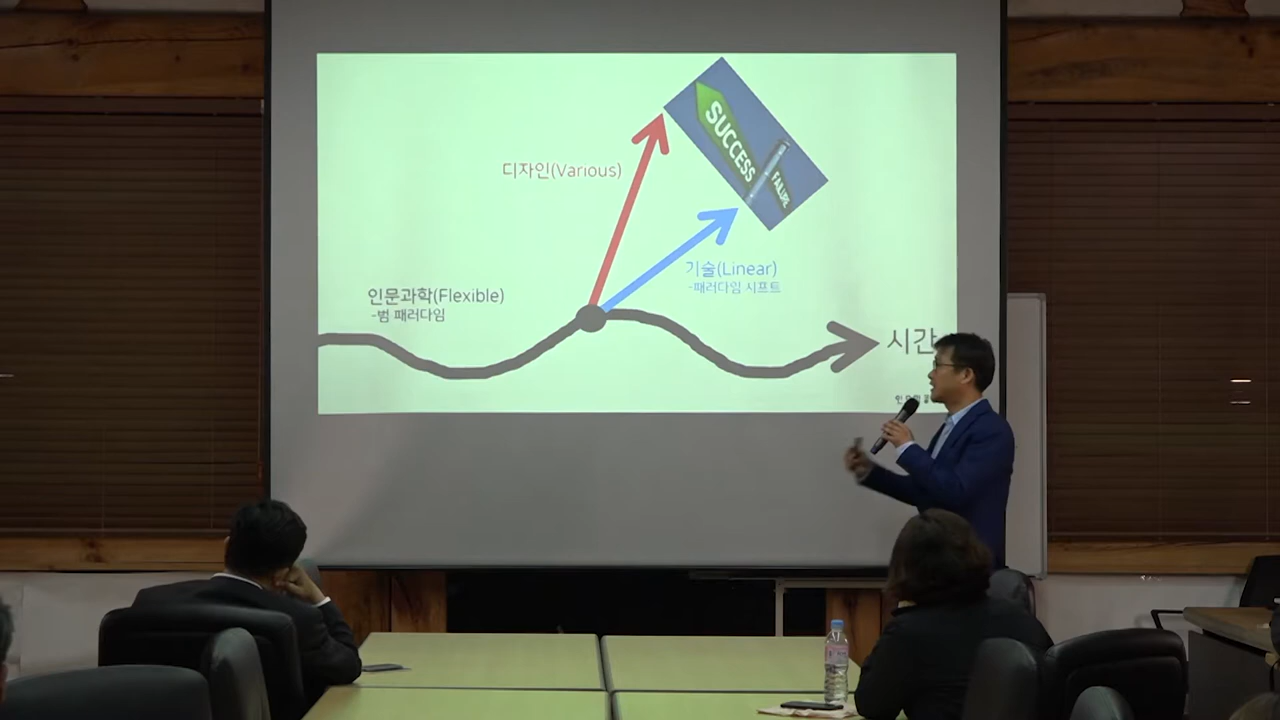 SUCCESS
FAILURE
디자인(Various)
기술(Linear)
-패러다임 시프트
인문과학(Flexible)
-범 패러다임
시간